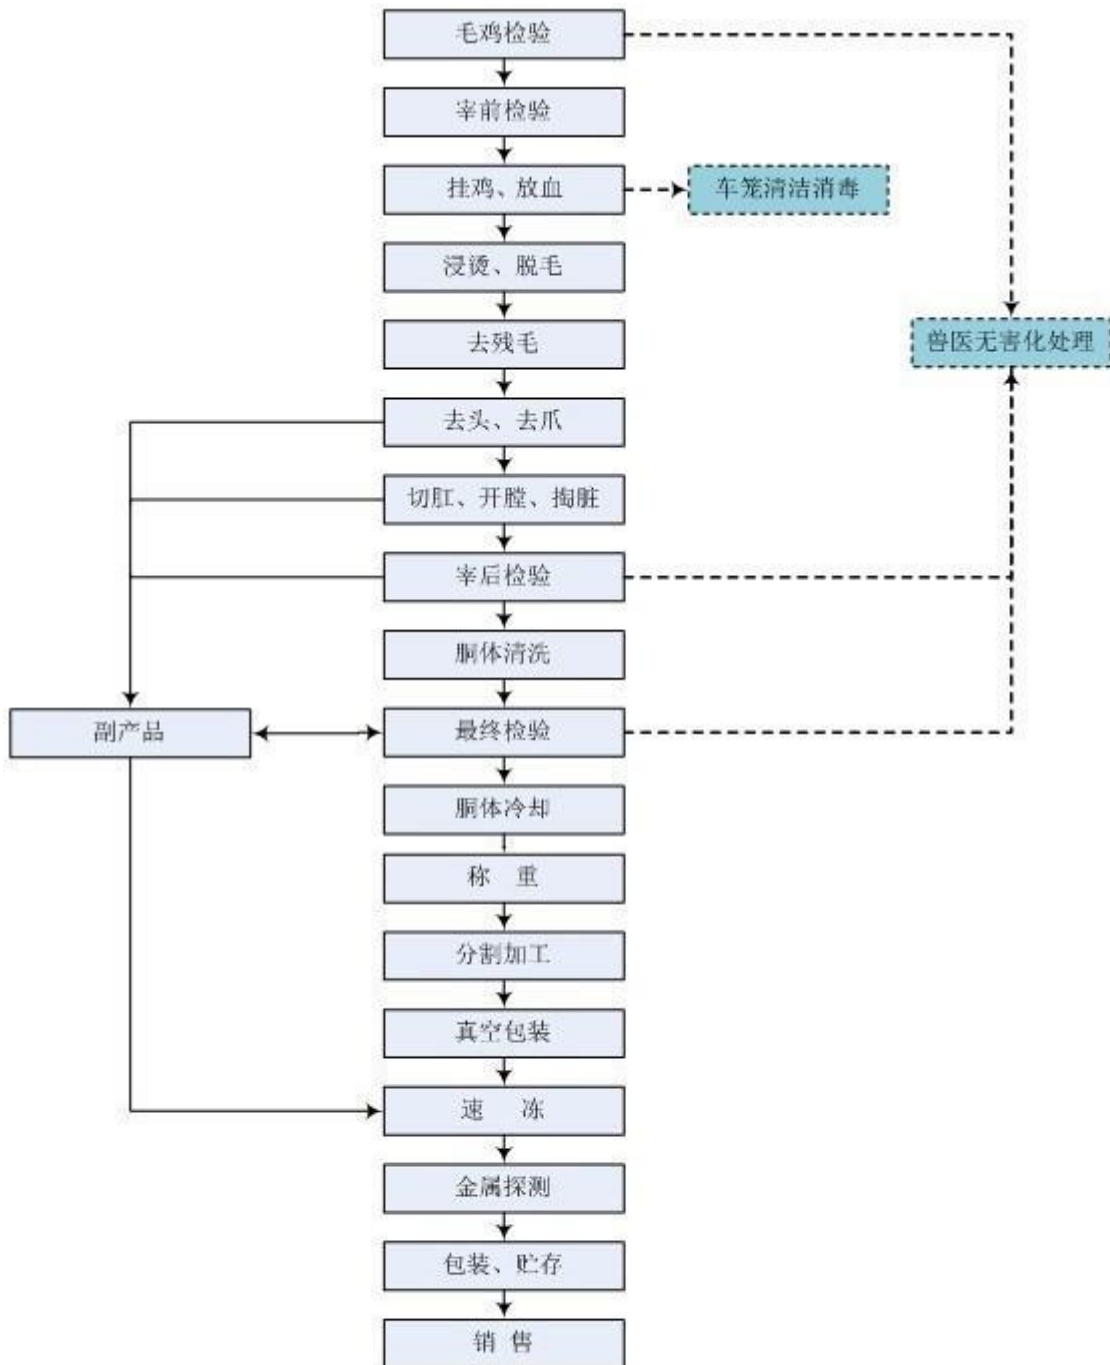 毛鸡检验
宰前检验
挂鸡、放血
车笼清洁消毒
浸烫、脱毛
去残毛
兽医无害化处理
去头、去爪
切肛、开膛、掏脏
宰后检验
胴体清洗
副产品
最终检验
胴体冷却
称 重
分割加工
真空包装
速 冻
金属探测
包装、贮存
销 售